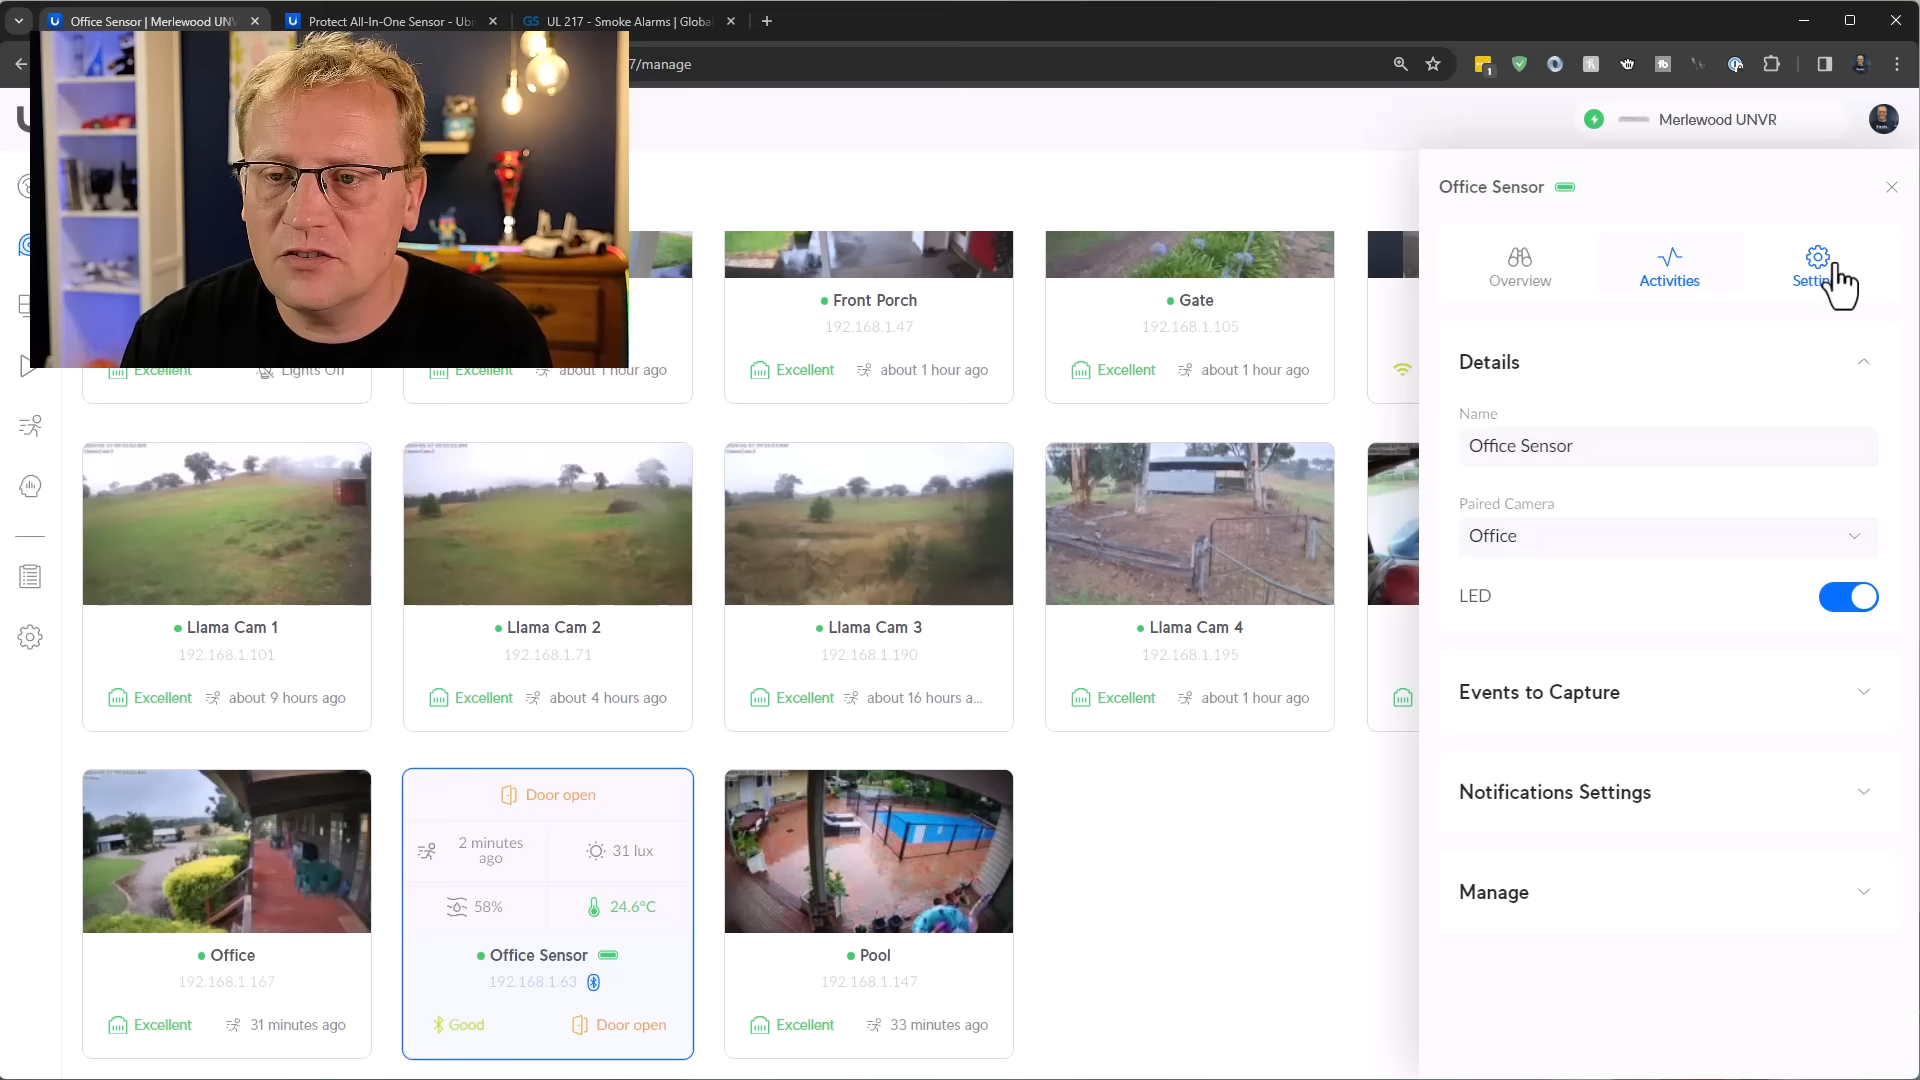 Office Sensor | Merlewood UNV
Protect All-In-One Sensor - Ubi
GS UL 217 - Smoke Alarms | Globa
7/manage
1
Merlewood UNVR
Office Sensor
Overview
Activities
Settin
Details
Name
Office Sensor
Paired Camera
Office
LED
Events to Capture
Notifications Settings
Manage
Excellent
Lights Off
Excellent
about 1 hour ago
Front Porch
192.168.1.47
Excellent
about 1 hour ago
Gate
192.168.1.105
Excellent
about 1 hour ago
Llama Cam 1
192.168.1.101
Excellent
about 9 hours ago
Llama Cam 2
192.168.1.71
Excellent
about 4 hours ago
Llama Cam 3
192.168.1.190
Excellent
about 16 hours a...
Llama Cam 4
192.168.1.195
Excellent
about 1 hour ago
Office
192.168.1.167
Excellent
31 minutes ago
Door open
2 minutes
ago
31 lux
58%
24.6°C
Office Sensor
192.168.1.63
Good
Door open
Pool
192.168.1.147
Excellent
33 minutes ago